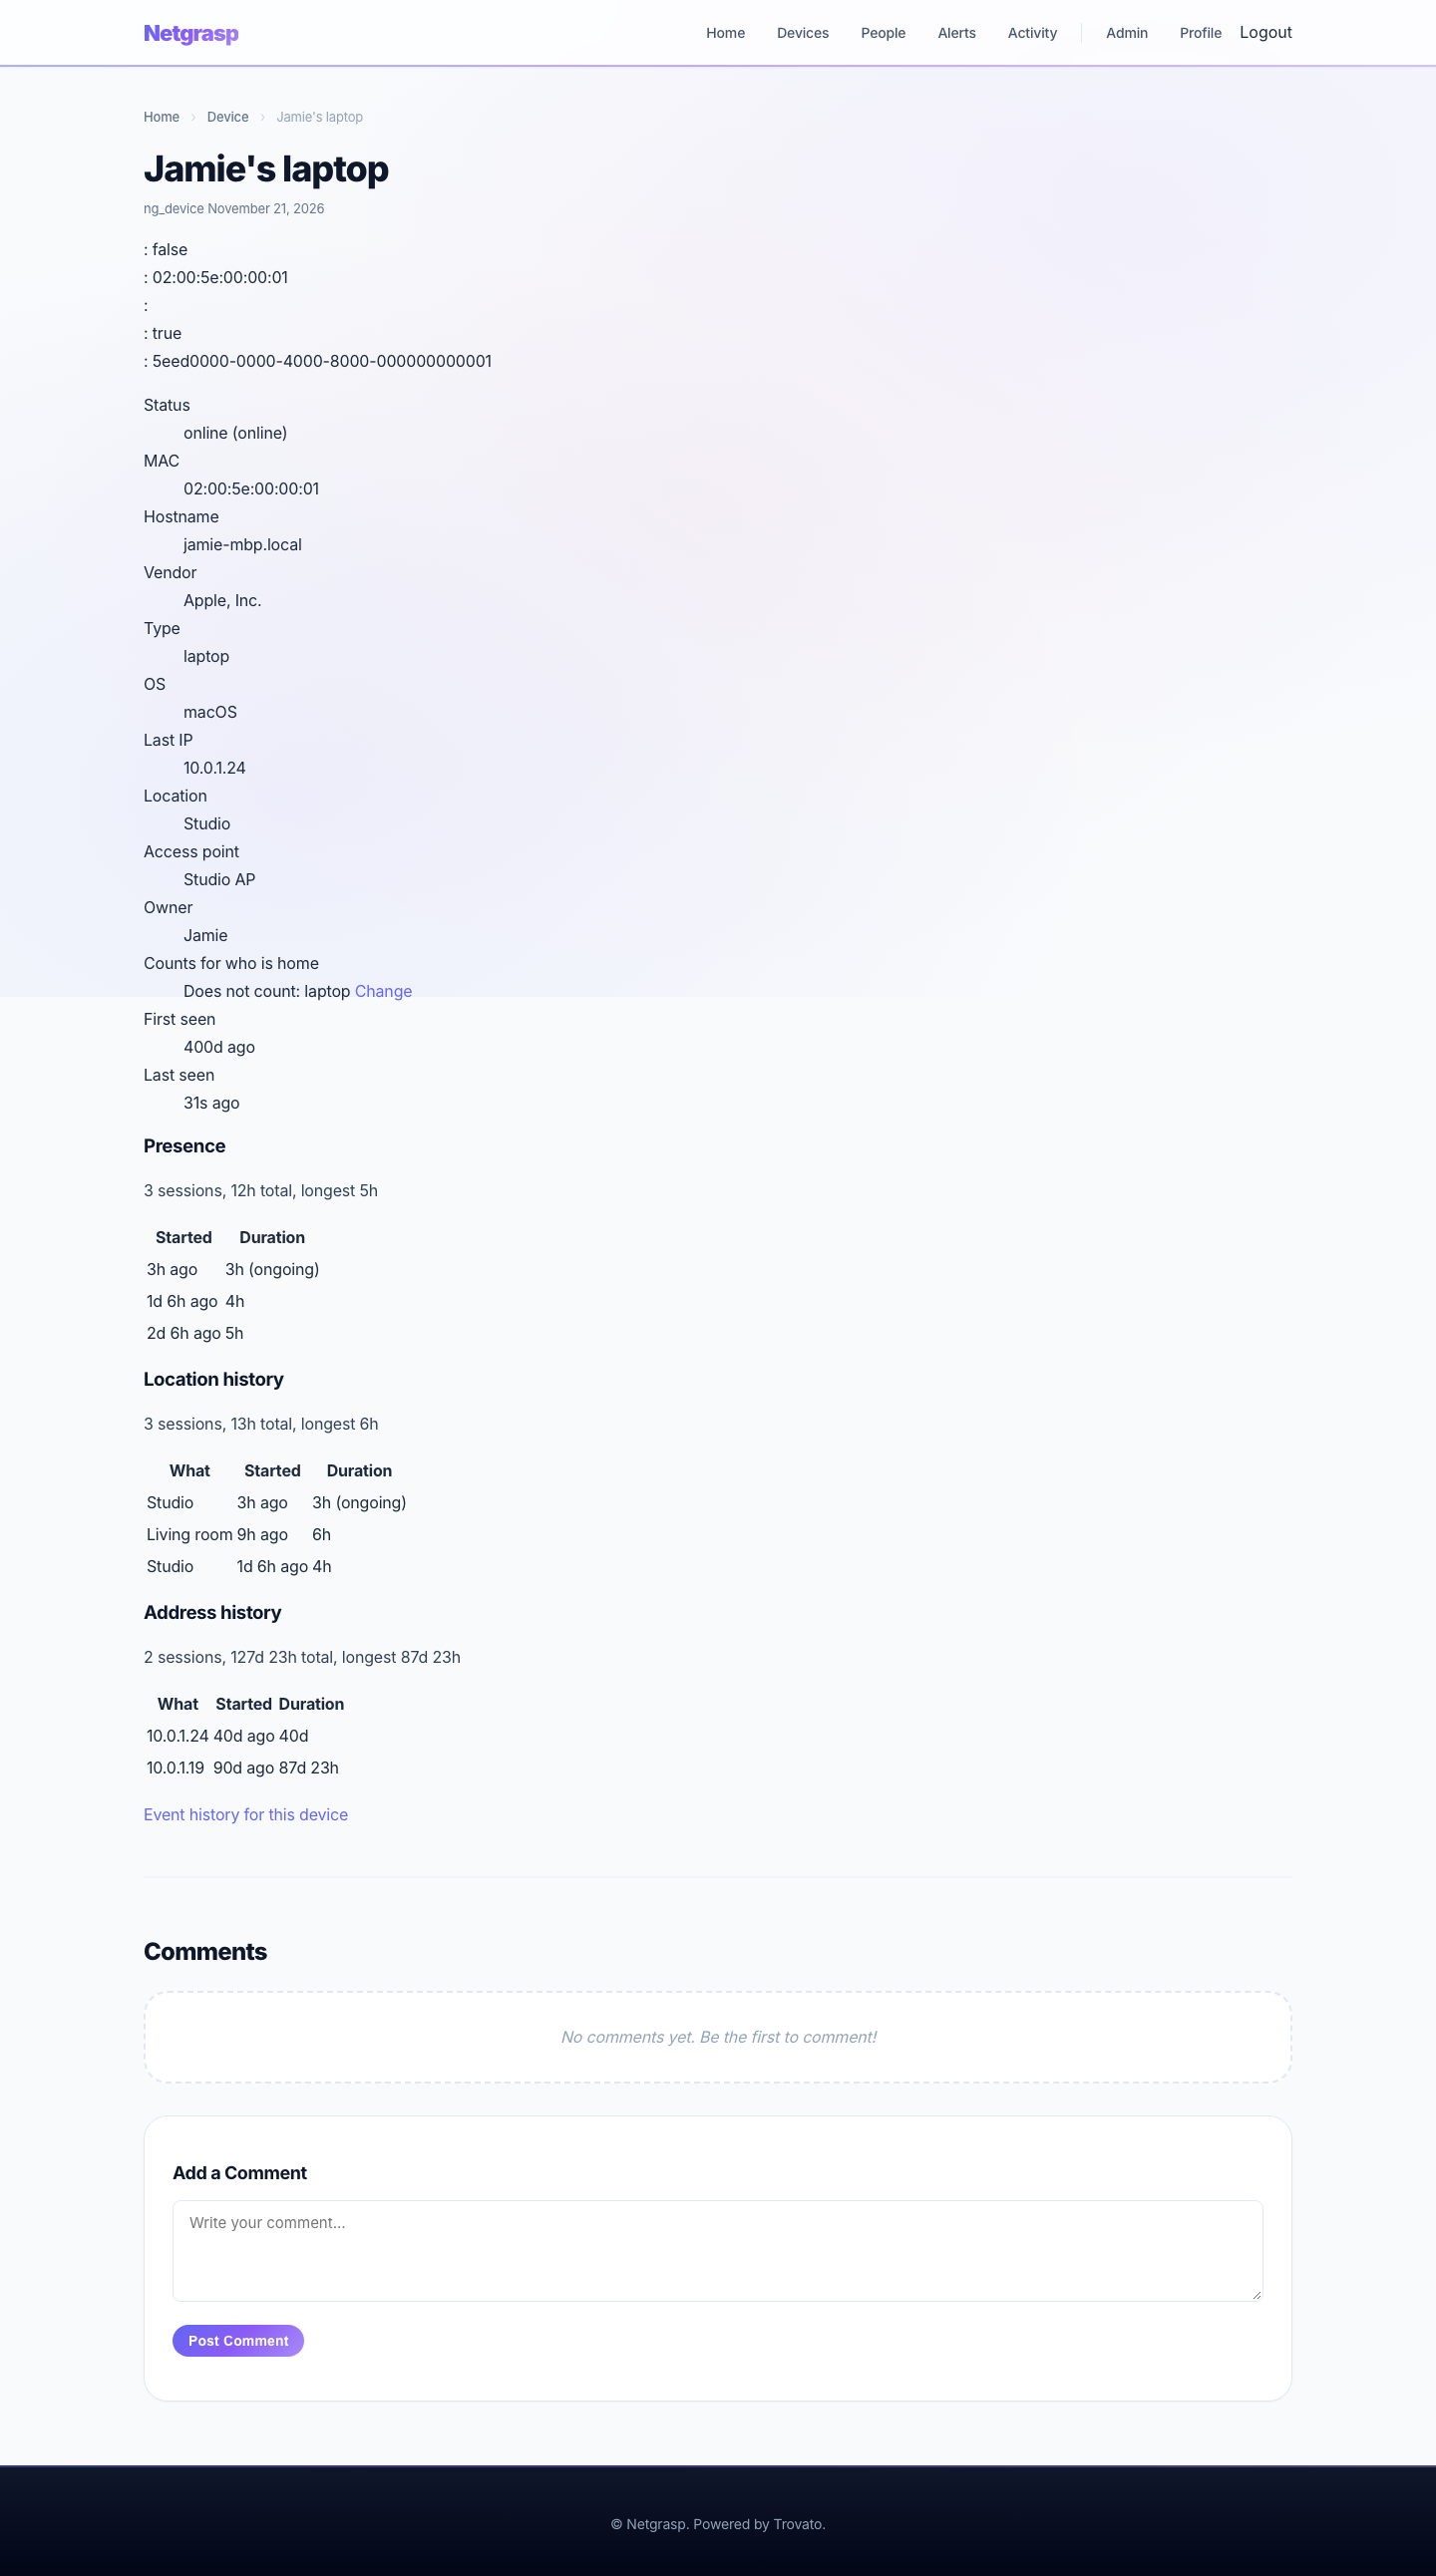 Netgrasp
Home Devices People Alerts Activity Admin Profile Logout
Home › Device › Jamie's laptop
Jamie's laptop
ng_device November 21, 2026
: false
: 02:00:5e:00:00:01
:
: true
: 5eed0000-0000-4000-8000-000000000001
Status
online (online)
MAC
02:00:5e:00:00:01
Hostname
jamie-mbp.local
Vendor
Apple, Inc.
Type
laptop
OS
macOS
Last IP
10.0.1.24
Location
Studio
Access point
Studio AP
Owner
Jamie
Counts for who is home
Does not count: laptop Change
First seen
400d ago
Last seen
31s ago
Presence
3 sessions, 12h total, longest 5h
Started Duration
3h ago 3h (ongoing)
1d 6h ago 4h
2d 6h ago 5h
Location history
3 sessions, 13h total, longest 6h
What Started Duration
Studio 3h ago 3h (ongoing)
Living room 9h ago 6h
Studio 1d 6h ago 4h
Address history
2 sessions, 127d 23h total, longest 87d 23h
What Started Duration
10.0.1.24 40d ago 40d
10.0.1.19 90d ago 87d 23h
Event history for this device
Comments
No comments yet. Be the first to comment!
Add a Comment
Write your comment...
Post Comment
© Netgrasp. Powered by Trovato.